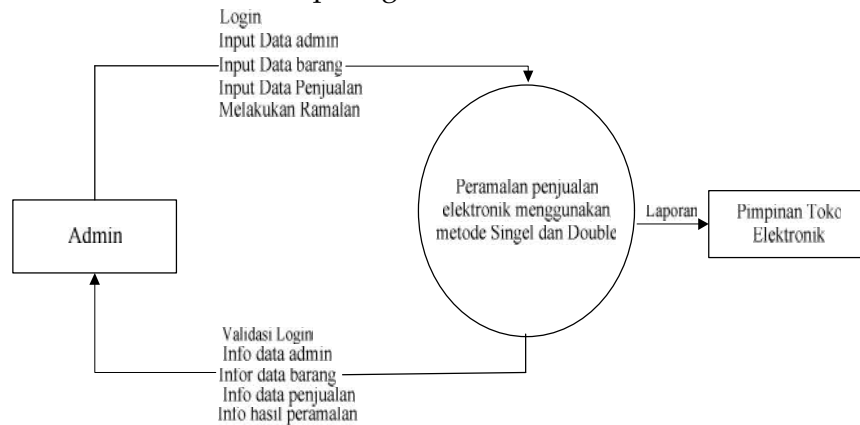 Login
Input Data admin
Input Data barang
Input Data Penjualan
Melakukan Ramalan
Peramalan penjualan
elektronik menggunakan
metode Singel dan Double
Laporan
Pimpinan Toko
Elektronik
Admin
Validasi Login
Info data admin
Infor data barang
Info data penjualan
Info hasil peramalan